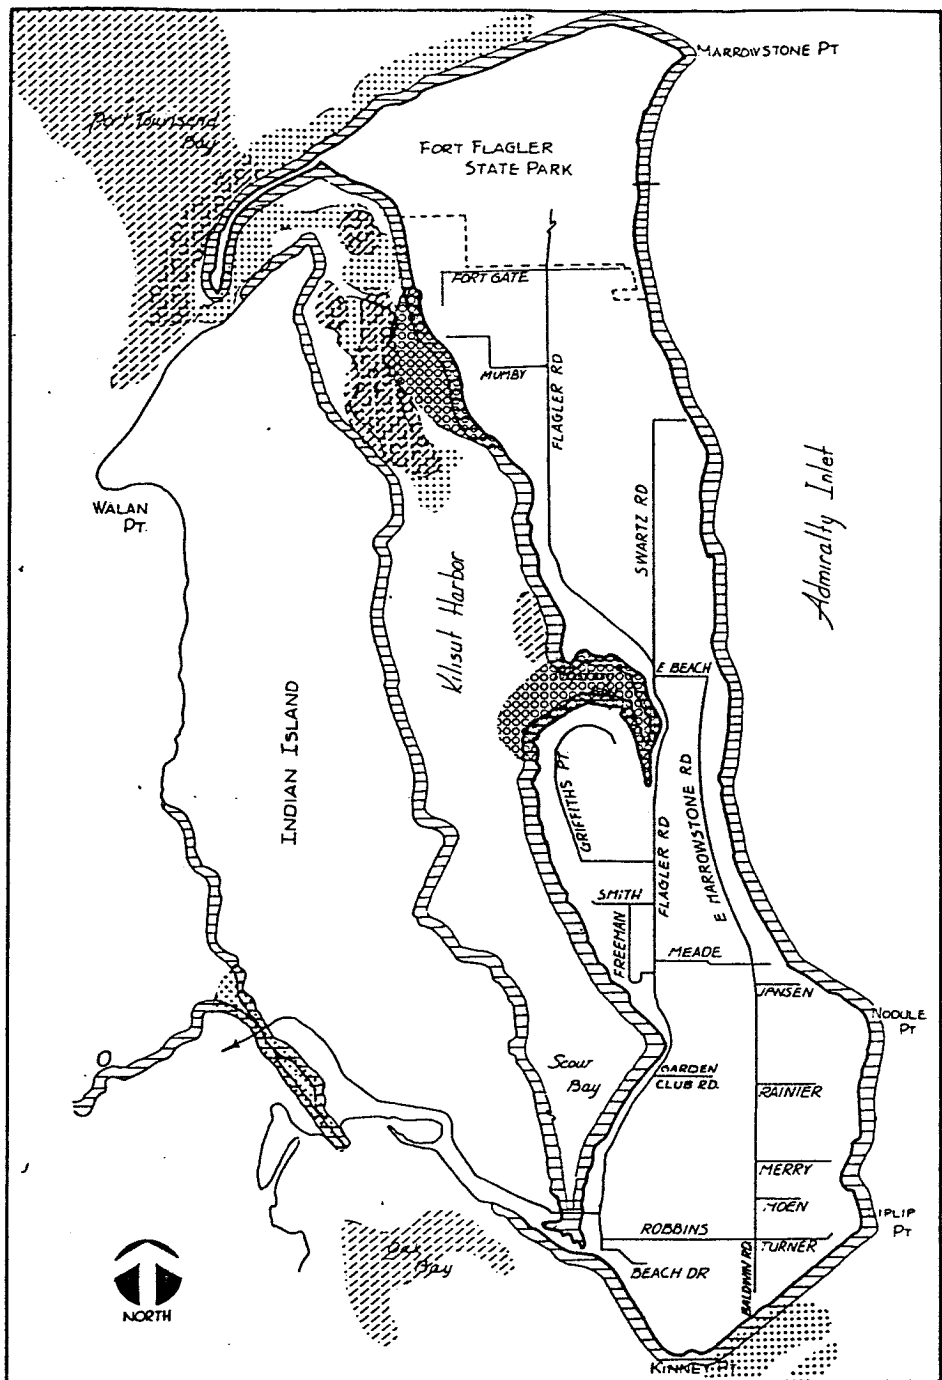 MARROWSTONE PT
Port Townsend
Bay
FORT FLAGLER
STATE PARK
FORT GATE
MUMBY
FLAGLER RD
SWARTZ RD
Admiralty Inlet
WALAN
PT.
Kilisut Harbor
E BEACH
INDIAN ISLAND
GRIFFITHS PT.
FLAGLER RD
E MARROWSTONE RD
SMITH
FREEMAN
MEADE
JANSEN
NODULE
PT
Scow
Bay
GARDEN
CLUB RD.
RAINIER
MERRY
MOEN
LIPLIP
PT
ROBBINS
TURNER
Oak
Bay
BEACH DR
BALDWIN RD
NORTH
KINNEY PT